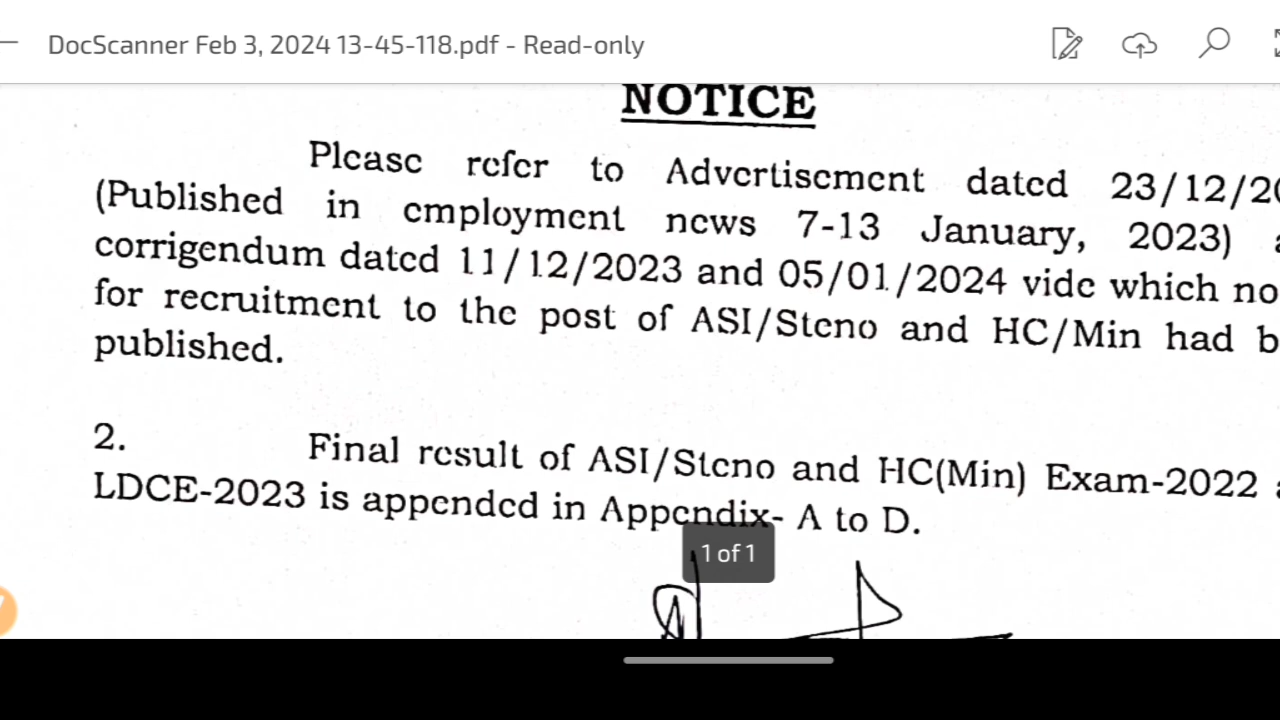 DocScanner Feb 3, 2024 13-45-118.pdf - Read-only
NOTICE
Please refer to Advertisement dated 23/12/20
(Published in employment news 7-13 January, 2023)
corrigendum dated 11/12/2023 and 05/01/2024 vide which no
for recruitment to the post of ASI/Steno and HC/Min had b
published.
2. Final result of ASI/Steno and HC(Min) Exam-2022
LDCE-2023 is appended in Appendix- A to D.
1 of 1